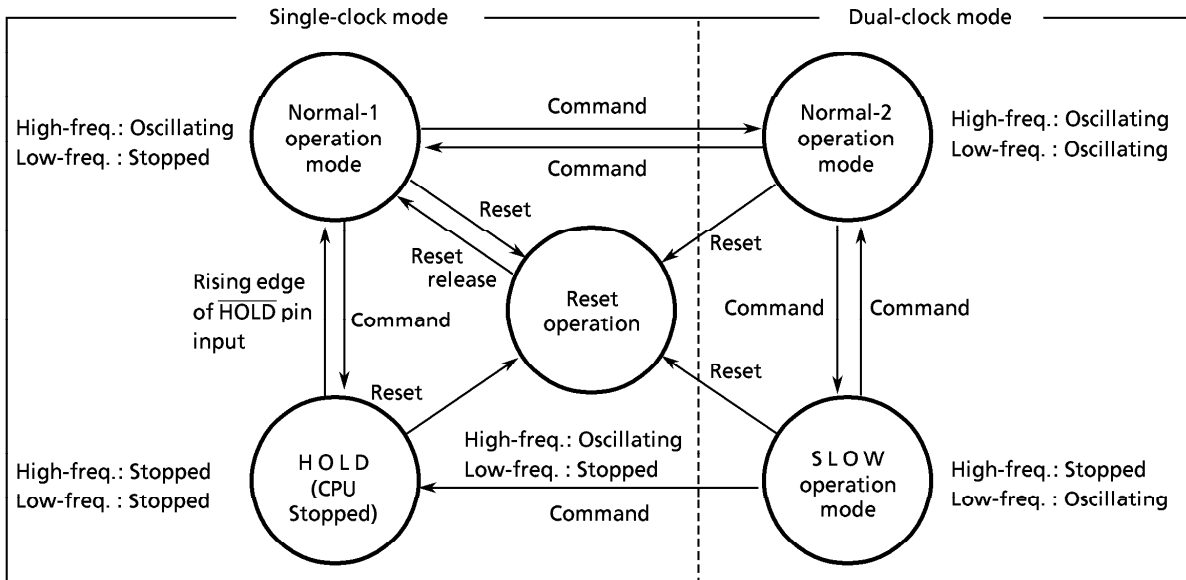 Single-clock mode
Dual-clock mode
Normal-1
operation
mode
High-freq.: Oscillating
Low-freq. : Stopped
Command
Command
Normal-2
operation
mode
High-freq.: Oscillating
Low-freq. : Oscillating
Reset
Reset
release
Reset
Rising edge
of HOLD pin
input
Command
Reset
operation
Command
Command
Reset
Reset
High-freq.: Oscillating
Low-freq. : Stopped
Command
H O L D
(CPU
Stopped)
High-freq.: Stopped
Low-freq. : Stopped
S L O W
operation
mode
High-freq.: Stopped
Low-freq. : Oscillating